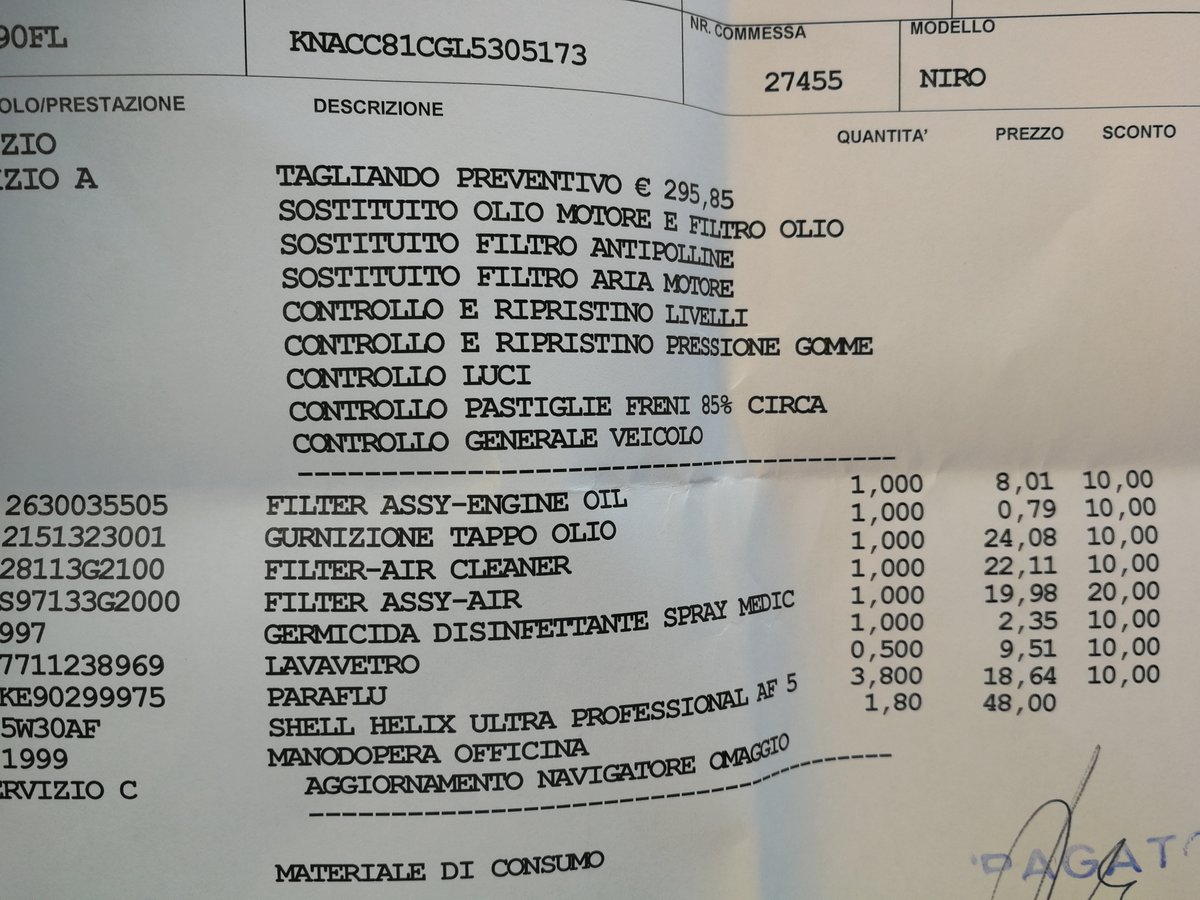 90FL KNACC81CGL5305173 NR. COMMESSA 27455 MODELLO NIRO
OLO/PRESTAZIONE DESCRIZIONE QUANTITA' PREZZO SCONTO
ZIO
IZIO A TAGLIANDO PREVENTIVO € 295,85
SOSTITUITO OLIO MOTORE E FILTRO OLIO
SOSTITUITO FILTRO ANTIPOLLINE
SOSTITUITO FILTRO ARIA MOTORE
CONTROLLO E RIPRISTINO LIVELLI
CONTROLLO E RIPRISTINO PRESSIONE GOMME
CONTROLLO LUCI
CONTROLLO PASTIGLIE FRENI 85% CIRCA
CONTROLLO GENERALE VEICOLO
--------------------------------------------
2630035505 FILTER ASSY-ENGINE OIL 1,000 8,01 10,00
2151323001 GURNIZIONE TAPPO OLIO 1,000 0,79 10,00
28113G2100 FILTER-AIR CLEANER 1,000 24,08 10,00
S97133G2000 FILTER ASSY-AIR 1,000 22,11 10,00
997 GERMICIDA DISINFETTANTE SPRAY MEDIC 1,000 19,98 20,00
7711238969 LAVAVETRO 1,000 2,35 10,00
KE90299975 PARAFLU 0,500 9,51 10,00
5W30AF SHELL HELIX ULTRA PROFESSIONAL AF 5 3,800 18,64 10,00
1999 MANODOPERA OFFICINA 1,80 48,00
ERVIZIO C AGGIORNAMENTO NAVIGATORE OMAGGIO
--------------------------------------------
MATERIALE DI CONSUMO
PAGATO